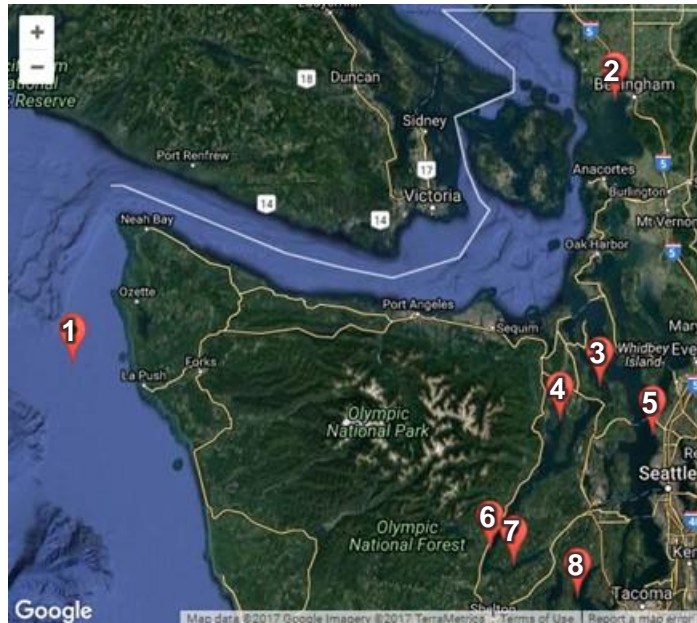 +
−
18
Duncan
5
2
Bellingham
Sidney
17
Port Renfrew
Anacortes
5
Burlington
14
14
Victoria
Mt Vernon
Neah Bay
Oak Harbor
5
Ozette
1
Port Angeles
Sequim
3
Whidbey
Island
La Push
Forks
4
5
Olympic
National Park
Seattle
6
7
Olympic
National Forest
8
Shelton
Tacoma
Google
Map data ©2017 Google Imagery ©2017 TerraMetrics
Terms of Use
Report a map error